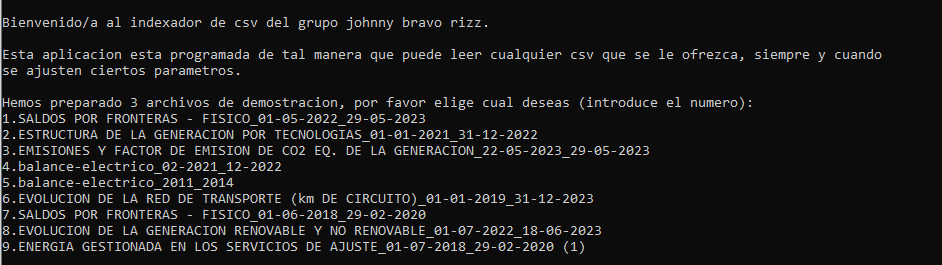 Bienvenido/a al indexador de csv del grupo johnny bravo rizz.
Esta aplicacion esta programada de tal manera que puede leer cualquier csv que se le ofrezca, siempre y cuando
se ajusten ciertos parametros.
Hemos preparado 3 archivos de demostracion, por favor elige cual deseas (introduce el numero):
1.SALDOS POR FRONTERAS - FISICO_01-05-2022_29-05-2023
2.ESTRUCTURA DE LA GENERACION POR TECNOLOGIAS_01-01-2021_31-12-2022
3.EMISIONES Y FACTOR DE EMISION DE CO2 EQ. DE LA GENERACION_22-05-2023_29-05-2023
4.balance-electrico_02-2021_12-2022
5.balance-electrico_2011_2014
6.EVOLUCION DE LA RED DE TRANSPORTE (km DE CIRCUITO)_01-01-2019_31-12-2023
7.SALDOS POR FRONTERAS - FISICO_01-06-2018_29-02-2020
8.EVOLUCION DE LA GENERACION RENOVABLE Y NO RENOVABLE_01-07-2022_18-06-2023
9.ENERGIA GESTIONADA EN LOS SERVICIOS DE AJUSTE_01-07-2018_29-02-2020 (1)